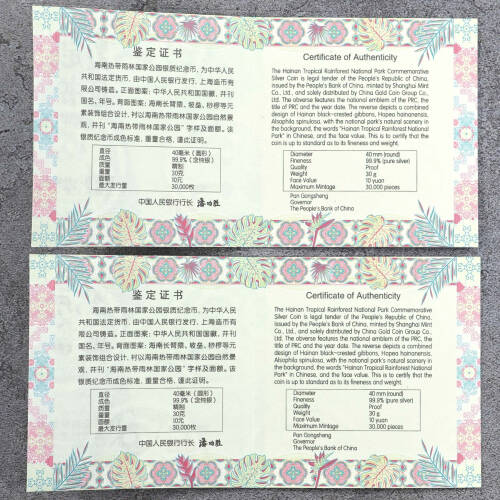 鉴定证书
海南热带雨林国家公园银质纪念币，为中华人民
共和国法定货币，由中国人民银行发行，上海造币有
限公司铸造。正面图案：中华人民共和国国徽，并刊
国名、年号。背面图案：海南长臂猿、坡垒、桫椤等元
素装饰组合设计，衬以海南热带雨林国家公园自然景
观，并刊“海南热带雨林国家公园”字样及面额。该
银质纪念币成色标准，重量合格，谨此证明。
直径 40毫米（圆形）
成色 99.9%（含纯银）
质量 精制
重量 30克
面额 10元
最大发行量 30,000枚
中国人民银行行长 潘功胜
Certificate of Authenticity
The Hainan Tropical Rainforest National Park Commemorative
Silver Coin is legal tender of the People's Republic of China,
issued by the People's Bank of China, minted by Shanghai Mint
Co., Ltd., and solely distributed by China Gold Coin Group Co.,
Ltd. The obverse features the national emblem of the PRC, the
title of PRC and the year date. The reverse depicts a combined
design of Hainan black-crested gibbons, Hopea hainanensis,
Alsophila spinulosa, with the national park's natural scenery in
the background, the words "Hainan Tropical Rainforest National
Park" in Chinese, and the face value. This is to certify that the
coin is up to standard as to its fineness and weight.
Diameter 40 mm (round)
Fineness 99.9% (pure silver)
Quality Proof
Weight 30 g
Face Value 10 yuan
Maximum Mintage 30,000 pieces
Pan Gongsheng
Governor
The People's Bank of China
鉴定证书
海南热带雨林国家公园银质纪念币，为中华人民
共和国法定货币，由中国人民银行发行，上海造币有
限公司铸造。正面图案：中华人民共和国国徽，并刊
国名、年号。背面图案：海南长臂猿、坡垒、桫椤等元
素装饰组合设计，衬以海南热带雨林国家公园自然景
观，并刊“海南热带雨林国家公园”字样及面额。该
银质纪念币成色标准，重量合格，谨此证明。
直径 40毫米（圆形）
成色 99.9%（含纯银）
质量 精制
重量 30克
面额 10元
最大发行量 30,000枚
中国人民银行行长 潘功胜
Certificate of Authenticity
The Hainan Tropical Rainforest National Park Commemorative
Silver Coin is legal tender of the People's Republic of China,
issued by the People's Bank of China, minted by Shanghai Mint
Co., Ltd., and solely distributed by China Gold Coin Group Co.,
Ltd. The obverse features the national emblem of the PRC, the
title of PRC and the year date. The reverse depicts a combined
design of Hainan black-crested gibbons, Hopea hainanensis,
Alsophila spinulosa, with the national park's natural scenery in
the background, the words "Hainan Tropical Rainforest National
Park" in Chinese, and the face value. This is to certify that the
coin is up to standard as to its fineness and weight.
Diameter 40 mm (round)
Fineness 99.9% (pure silver)
Quality Proof
Weight 30 g
Face Value 10 yuan
Maximum Mintage 30,000 pieces
Pan Gongsheng
Governor
The People's Bank of China